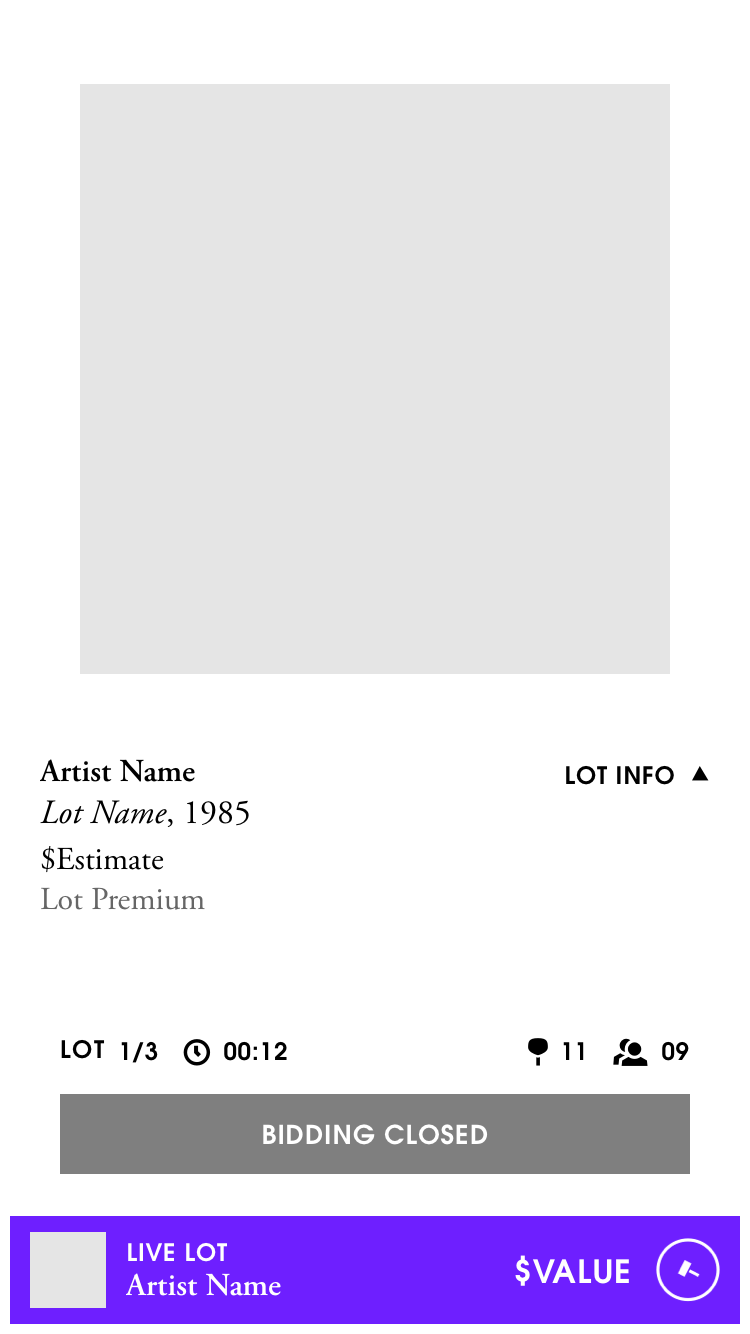 Artist Name
LOT INFO
Lot Name, 1985
$Estimate
Lot Premium
LOT 1/3 00:12 11 09
BIDDING CLOSED
LIVE LOT
Artist Name
$VALUE